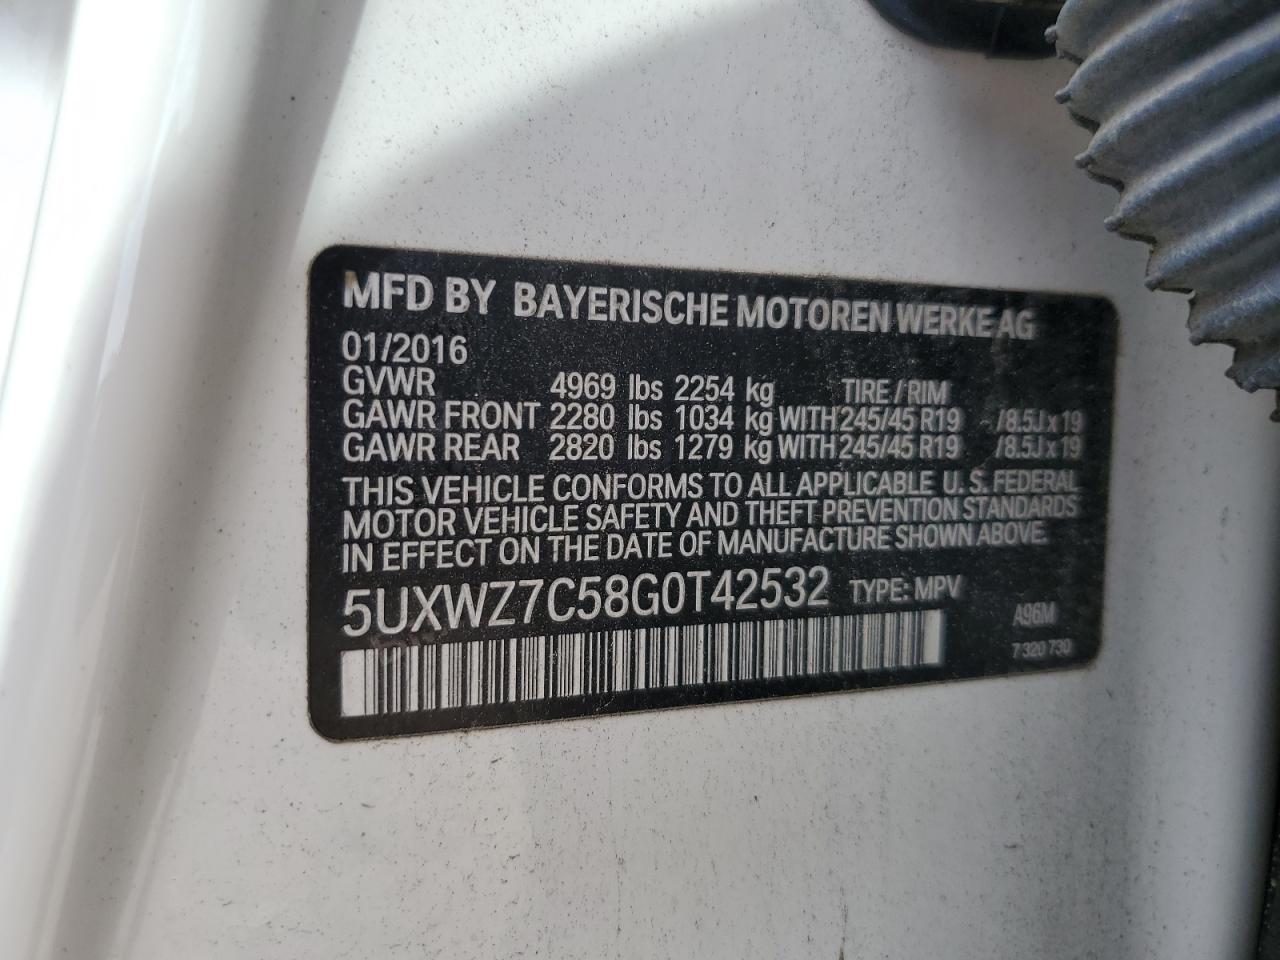 MFD BY BAYERISCHE MOTOREN WERKE AG
01/2016
GVWR 4969 lbs 2254 kg TIRE / RIM
GAWR FRONT 2280 lbs 1034 kg WITH 245/45 R19 /8.5J x 19
GAWR REAR 2820 lbs 1279 kg WITH 245/45 R19 /8.5J x 19
THIS VEHICLE CONFORMS TO ALL APPLICABLE U.S. FEDERAL
MOTOR VEHICLE SAFETY AND THEFT PREVENTION STANDARDS
IN EFFECT ON THE DATE OF MANUFACTURE SHOWN ABOVE.
5UXWZ7C58G0T42532 TYPE: MPV
A96M
7 320 730